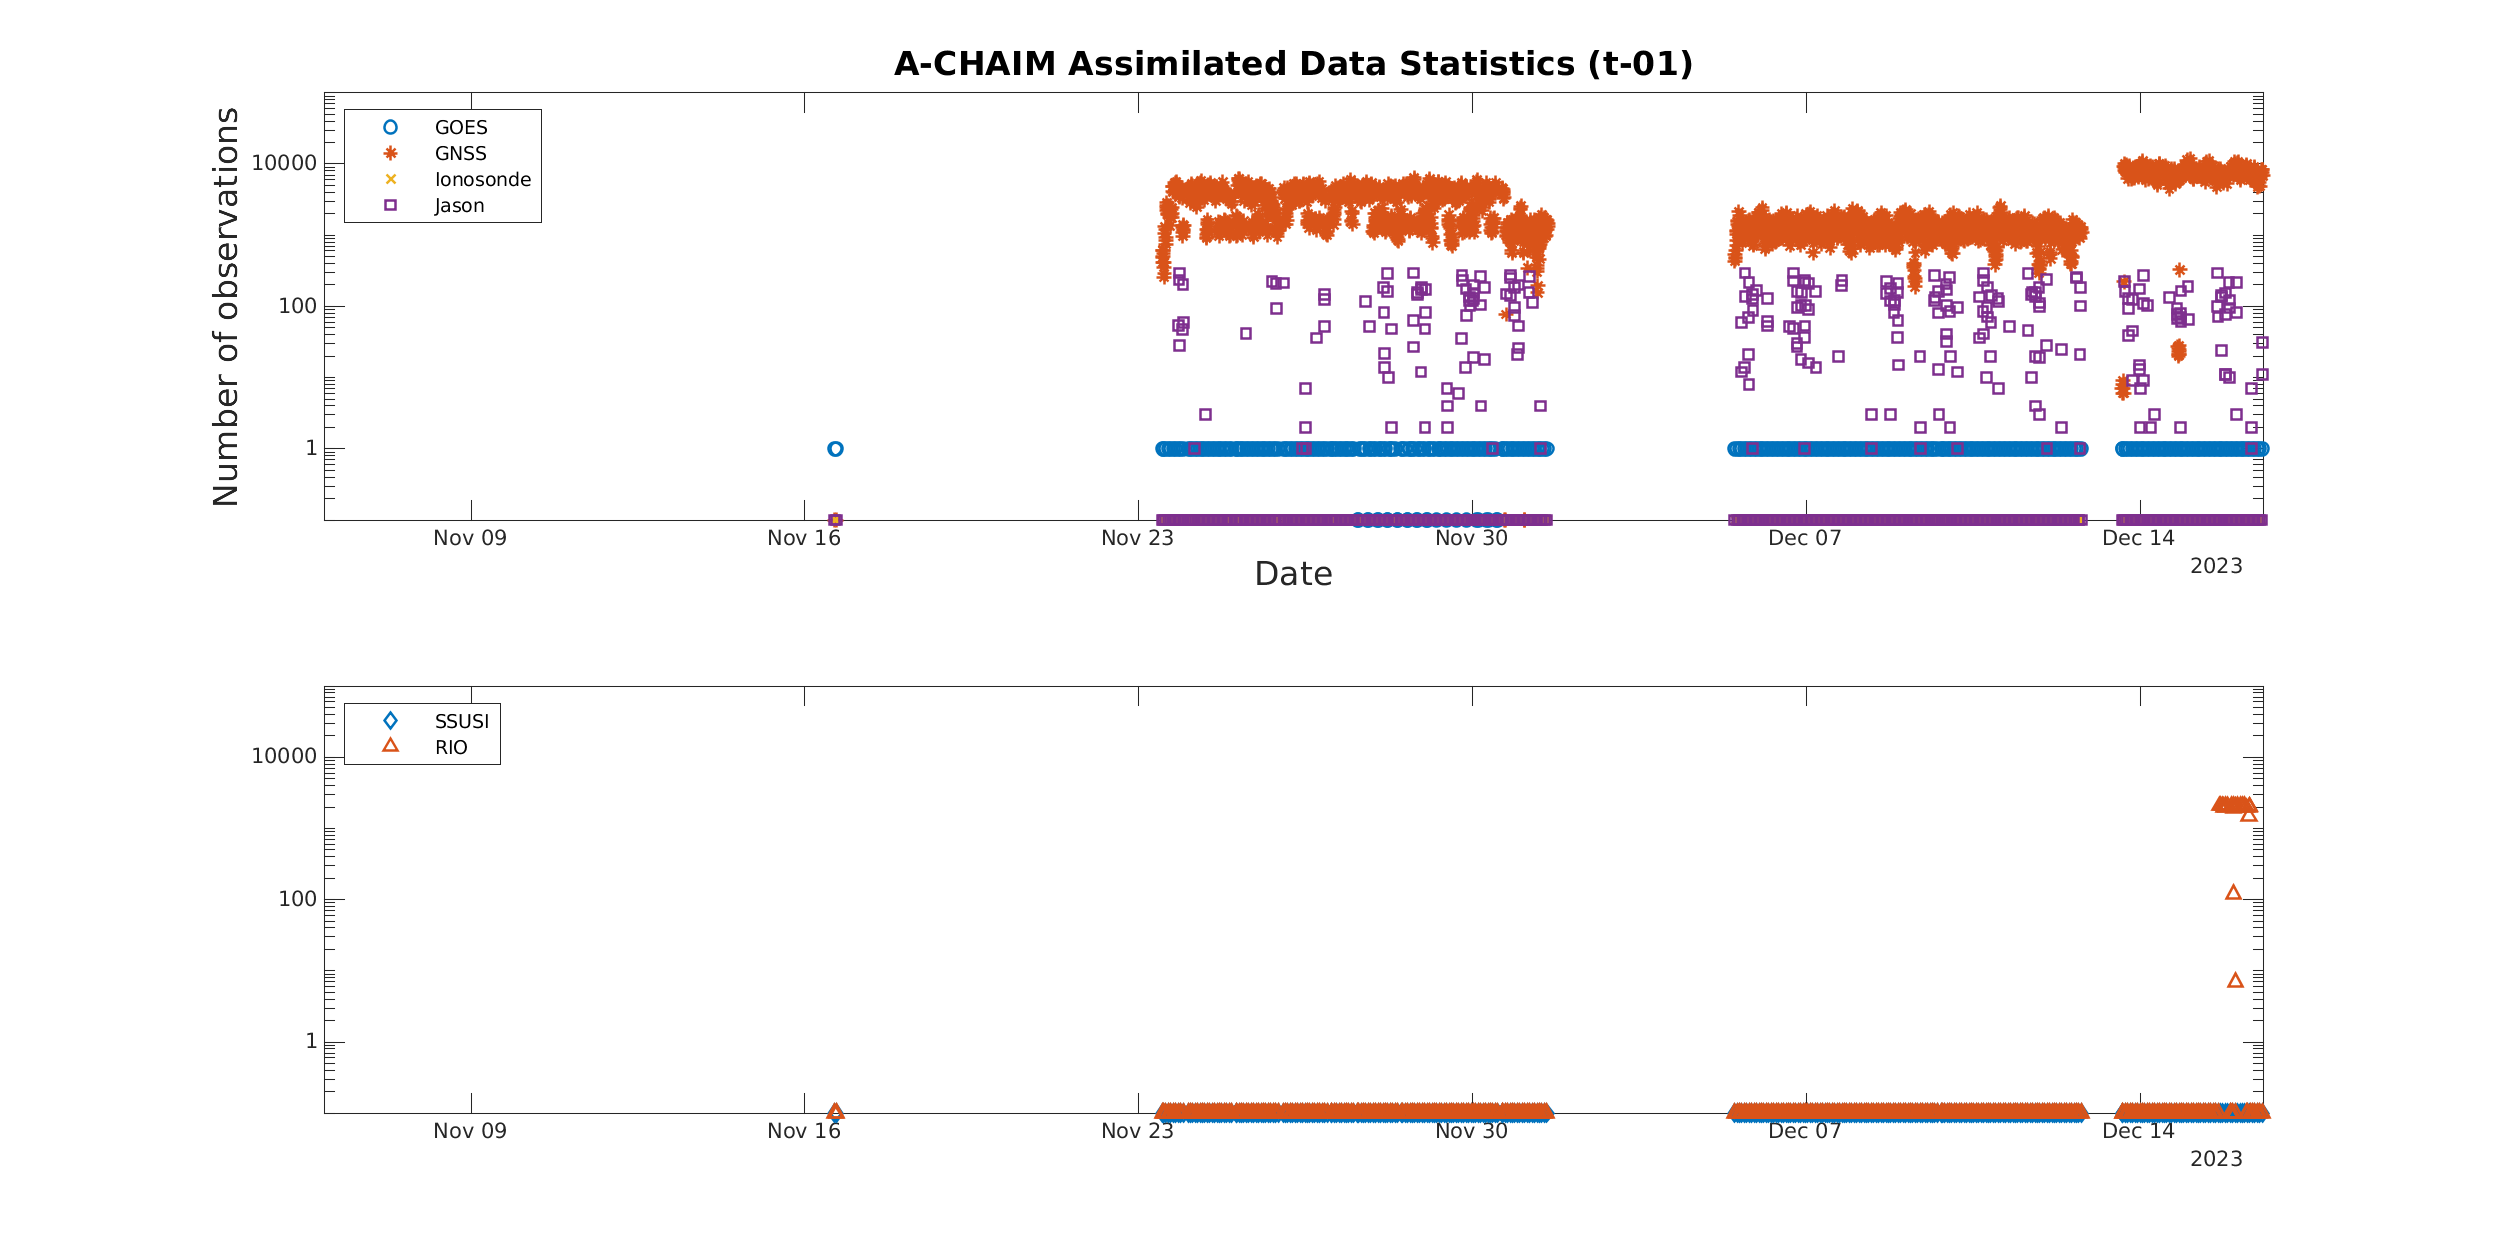 A-CHAIM Assimilated Data Statistics (t-01)
Number of observations
10000
100
1
GOES
GNSS
Ionosonde
Jason
Nov 09 Nov 16 Nov 23 Nov 30 Dec 07 Dec 14
2023
Date
10000
100
1
SSUSI
RIO
Nov 09 Nov 16 Nov 23 Nov 30 Dec 07 Dec 14
2023